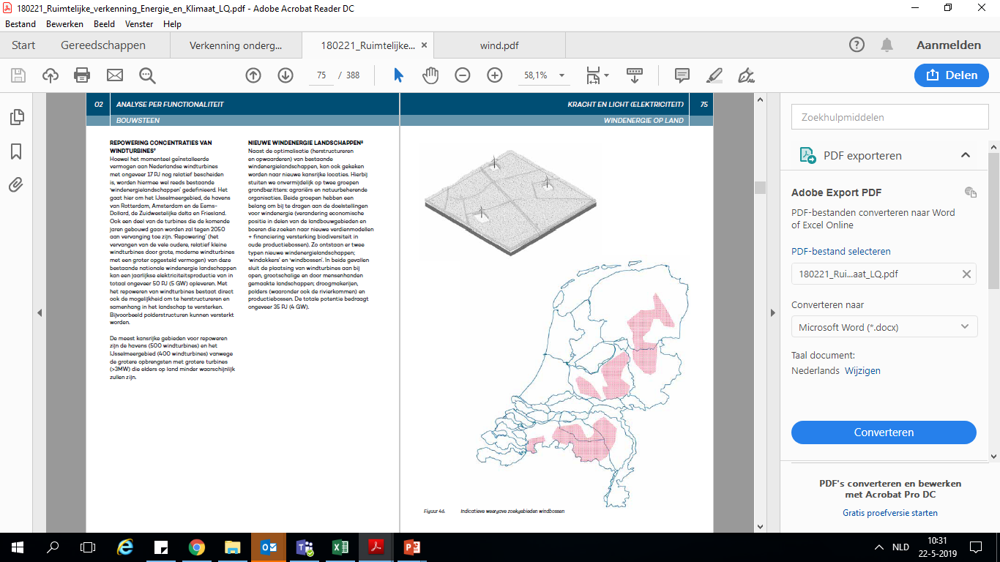 180221_Ruimtelijke_verkenning_Energie_en_Klimaat_LQ.pdf - Adobe Acrobat Reader DC
Bestand Bewerken Beeld Venster Help
Start Gereedschappen Verkenning onderg... 180221_Ruimtelijke... × wind.pdf Aanmelden
75 / 388 58,1% Delen
02 ANALYSE PER FUNCTIONALITEIT
BOUWSTEEN
KRACHT EN LICHT (ELEKTRICITEIT) 75
WINDENERGIE OP LAND
REPOWERING CONCENTRATIES VAN
WINDTURBINES⁷
Hoewel het momenteel geïnstalleerde
vermogen aan Nederlandse windturbines
met ongeveer 17 PJ nog relatief bescheiden
is, worden hiermee wel reeds bestaande
'windenergielandschappen' gedefinieerd. Het
gaat hier om het IJsselmeergebied, de havens
van Rotterdam, Amsterdam en de Eems-
Dollard, de Zuidwestelijke delta en Friesland.
Ook een deel van de turbines die de komende
jaren gebouwd gaan worden zal tegen 2050
aan vervanging toe zijn. 'Repowering' (het
vervangen van de vele oudere, relatief kleine
windturbines door grote, moderne windturbines
met een groter opgesteld vermogen) van deze
bestaande nationale windenergie landschappen
kan een jaarlijkse elektriciteitsproductie van in
totaal ongeveer 50 PJ (5 GW) opleveren. Met
het repoweren van windturbines bestaat direct
ook de mogelijkheid om te herstructureren en
samenhang in het landschap te versterken.
Bijvoorbeeld polderstructuren kunnen versterkt
worden.
De meest kansrijke gebieden voor repoweren
zijn de havens (500 windturbines) en het
IJsselmeergebied (400 windturbines) vanwege
de grotere opbrengsten met grotere turbines
(>3MW) die elders op land minder waarschijnlijk
zullen zijn.
NIEUWE WINDENERGIE LANDSCHAPPEN⁸
Naast de optimalisatie (herstructureren
en opwaarderen) van bestaande
windenergielandschappen, kan ook gekeken
worden naar nieuwe kansrijke locaties. Hierbij
stuiten we onvermijdelijk op twee groepen
grondbezitters: agrariërs en natuurbeherende
organisaties. Beide groepen hebben een
belang om bij te dragen aan de doelstellingen
voor windenergie (verandering economische
positie in delen van de landbouwgebieden en
boeren die zoeken naar nieuwe verdienmodellen
+ financiering versterking biodiversiteit in
oude productiebossen). Zo ontstaan er twee
typen nieuwe windenergielandschappen;
'windakkers' en 'windbossen'. In beide gevallen
sluit de plaatsing van windturbines aan bij
open, grootschalige en door mensenhanden
gemaakte landschappen; droogmakerijen,
polders (waaronder ook de rivierkommen) en
productiebossen. De totale potentie bedraagt
ongeveer 35 PJ (4 GW).
Figuur 46. Indicatieve weergave zoekgebieden windbossen
Zoekhulpmiddelen
PDF exporteren
Adobe Export PDF
PDF-bestanden converteren naar Word
of Excel Online
PDF-bestand selecteren
180221_Rui...aat_LQ.pdf
Converteren naar
Microsoft Word (*.docx)
Taal document:
Nederlands Wijzigen
Converteren
PDF's converteren en bewerken
met Acrobat Pro DC
Gratis proefversie starten
NLD
10:31
22-5-2019